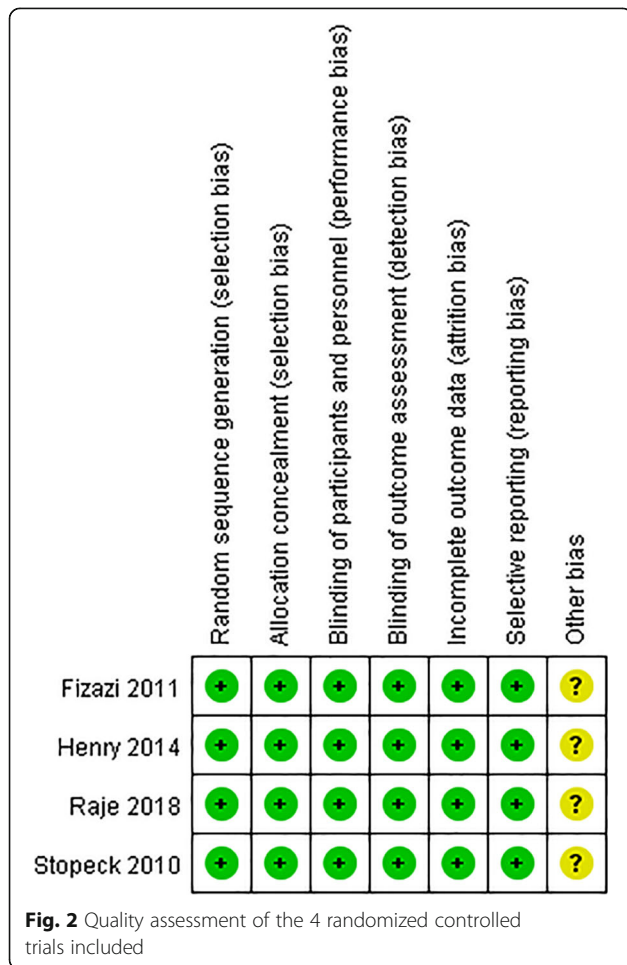 Random sequence generation (selection bias)
Allocation concealment (selection bias)
Blinding of participants and personnel (performance bias)
Blinding of outcome assessment (detection bias)
Incomplete outcome data (attrition bias)
Selective reporting (reporting bias)
Other bias
Fizazi 2011 + + + + + + ?
Henry 2014 + + + + + + ?
Raje 2018 + + + + + + ?
Stopeck 2010 + + + + + + ?
Fig. 2 Quality assessment of the 4 randomized controlled
trials included